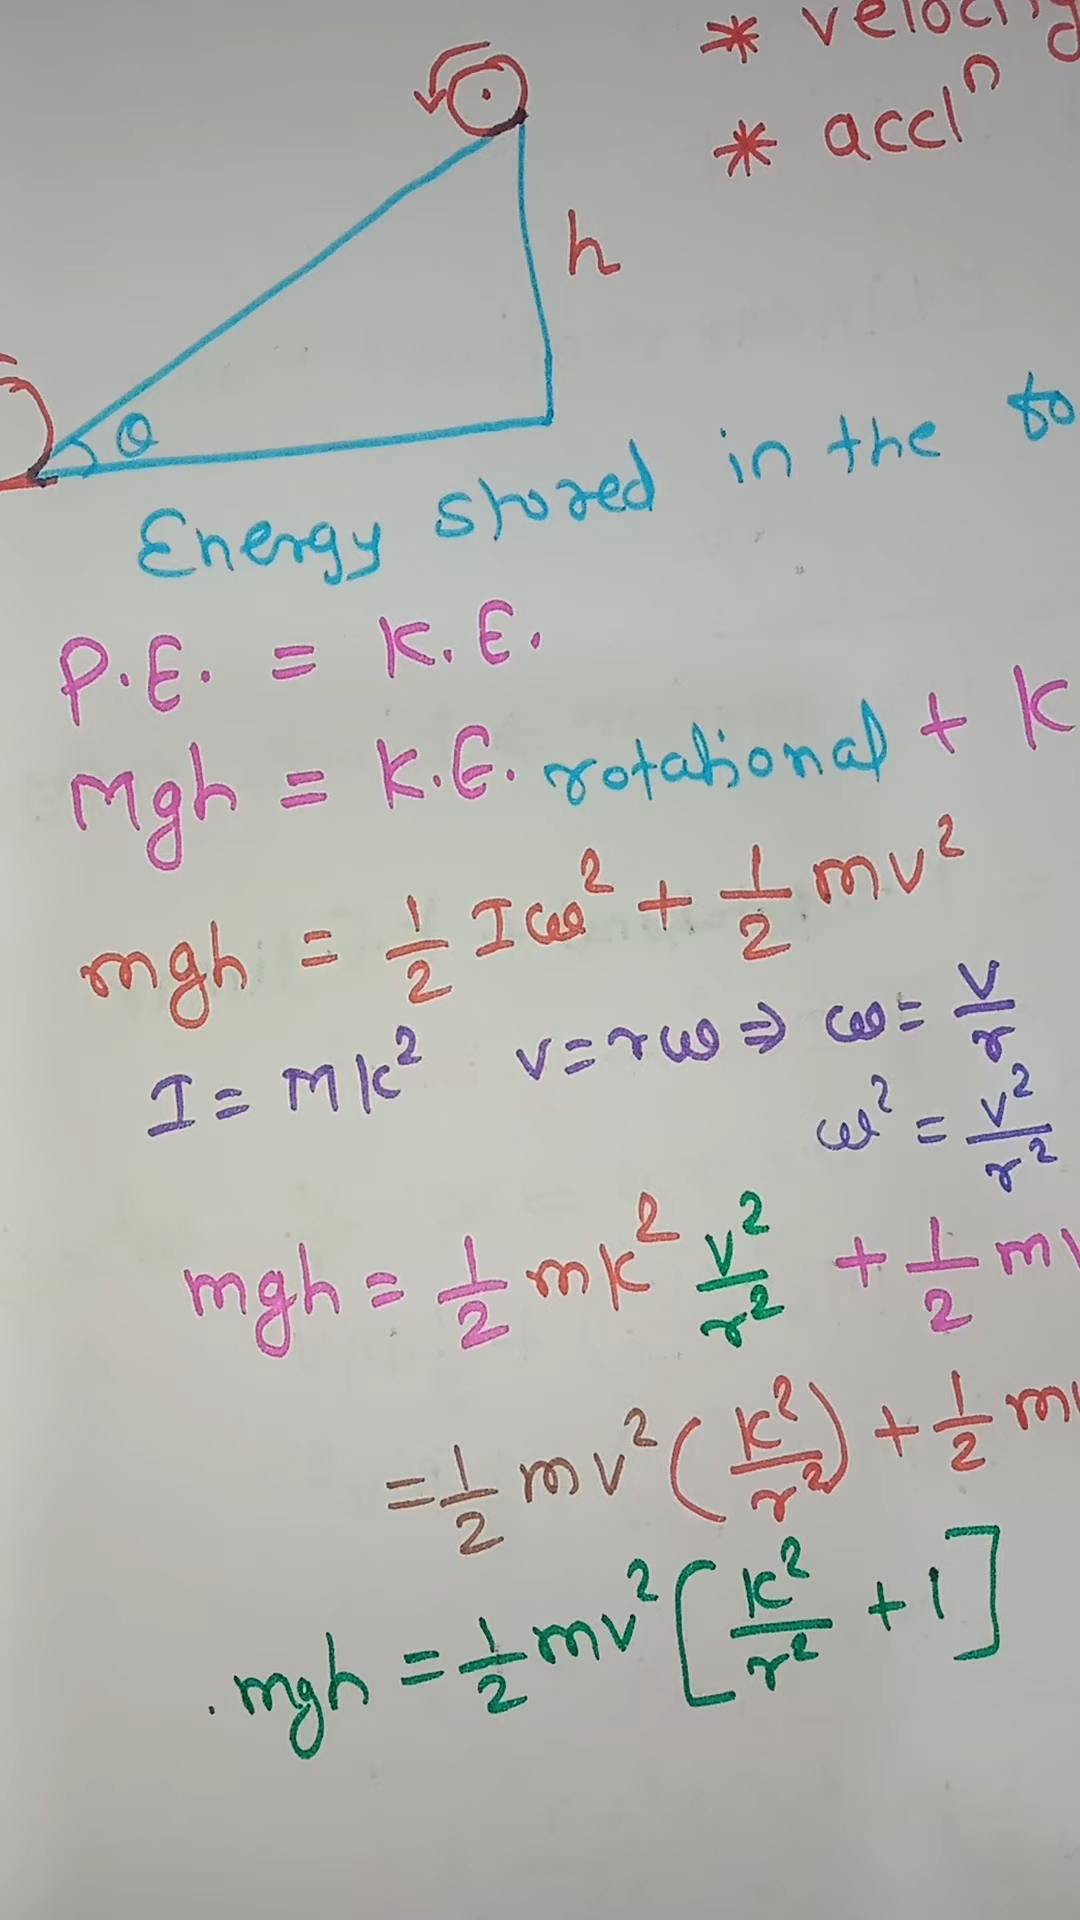 * velocity
* accl^n
h
θ
Energy stored in the
P.E. = K.E.
Mgh = K.E. rotational + K
mgh = 1/2 Iω² + 1/2 mv²
I = MK² v = rω ⇒ ω = v/r
ω² = v²/r²
mgh = 1/2 mK² v²/r² + 1/2 m
= 1/2 mv² (K²/r²) + 1/2 m
mgh = 1/2 mv² [K²/r² + 1]